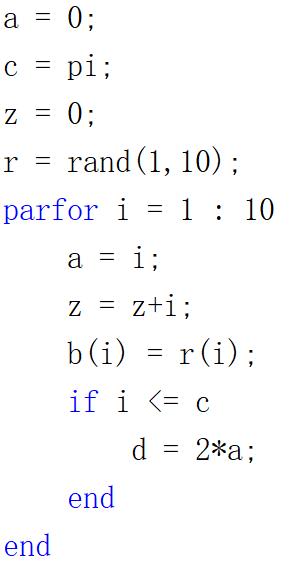 a = 0;
c = pi;
z = 0;
r = rand(1,10);
parfor i = 1 : 10
    a = i;
    z = z+i;
    b(i) = r(i);
    if i <= c
        d = 2*a;
    end
end